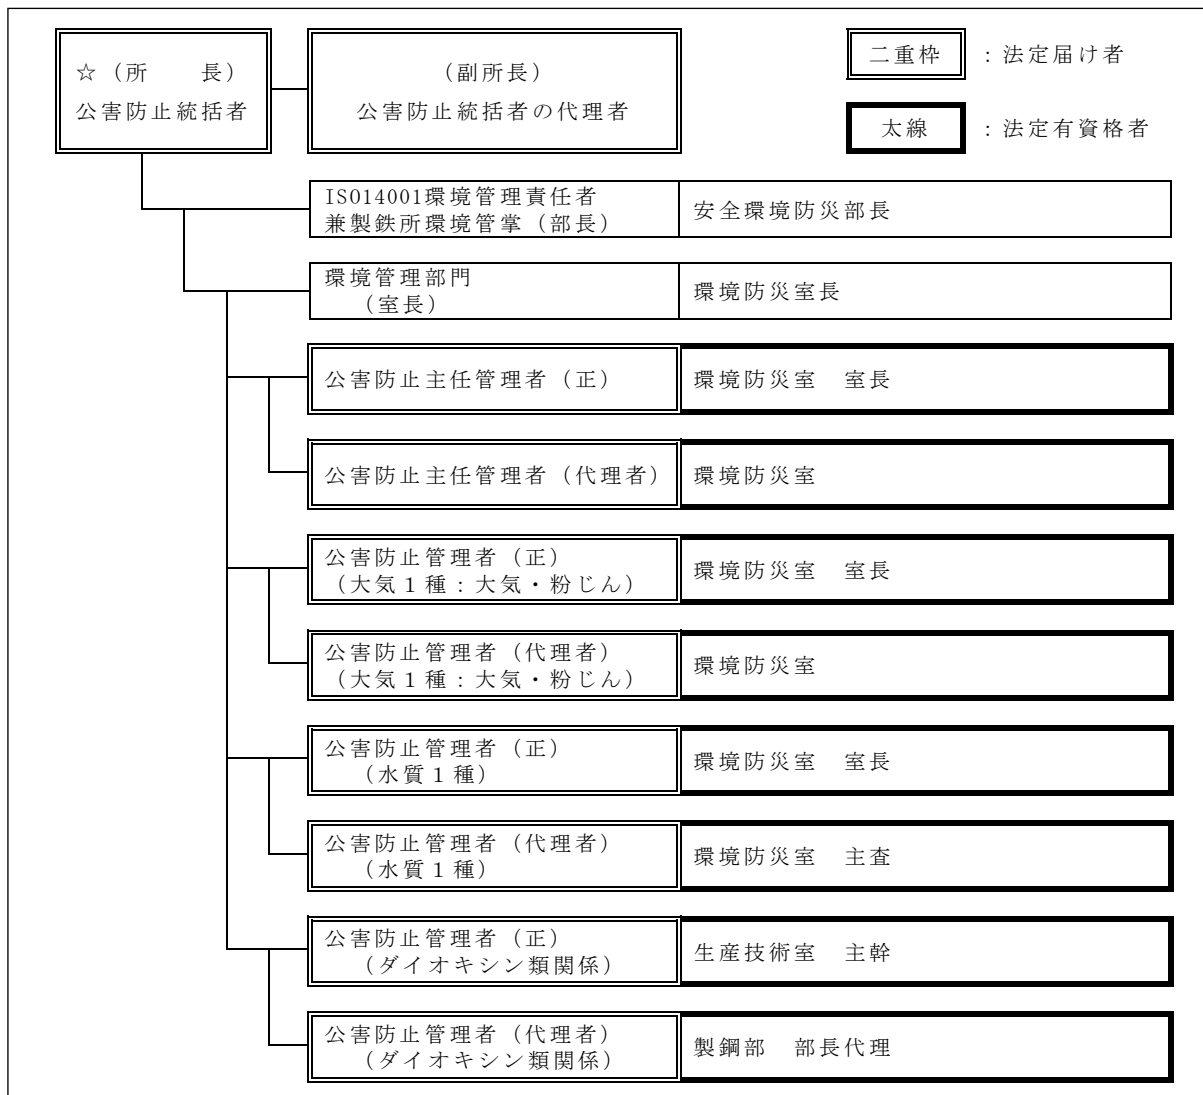 ☆（所　　長）
公害防止統括者
（副所長）
公害防止統括者の代理者
二重枠　：法定届け者
太線　：法定有資格者
ISO14001環境管理責任者
兼製鉄所環境管掌（部長）
安全環境防災部長
環境管理部門
（室長）
環境防災室長
公害防止主任管理者（正）
環境防災室　室長
公害防止主任管理者（代理者）
環境防災室
公害防止管理者（正）
（大気１種：大気・粉じん）
環境防災室　室長
公害防止管理者（代理者）
（大気１種：大気・粉じん）
環境防災室
公害防止管理者（正）
（水質１種）
環境防災室　室長
公害防止管理者（代理者）
（水質１種）
環境防災室　主査
公害防止管理者（正）
（ダイオキシン類関係）
生産技術室　主幹
公害防止管理者（代理者）
（ダイオキシン類関係）
製鋼部　部長代理